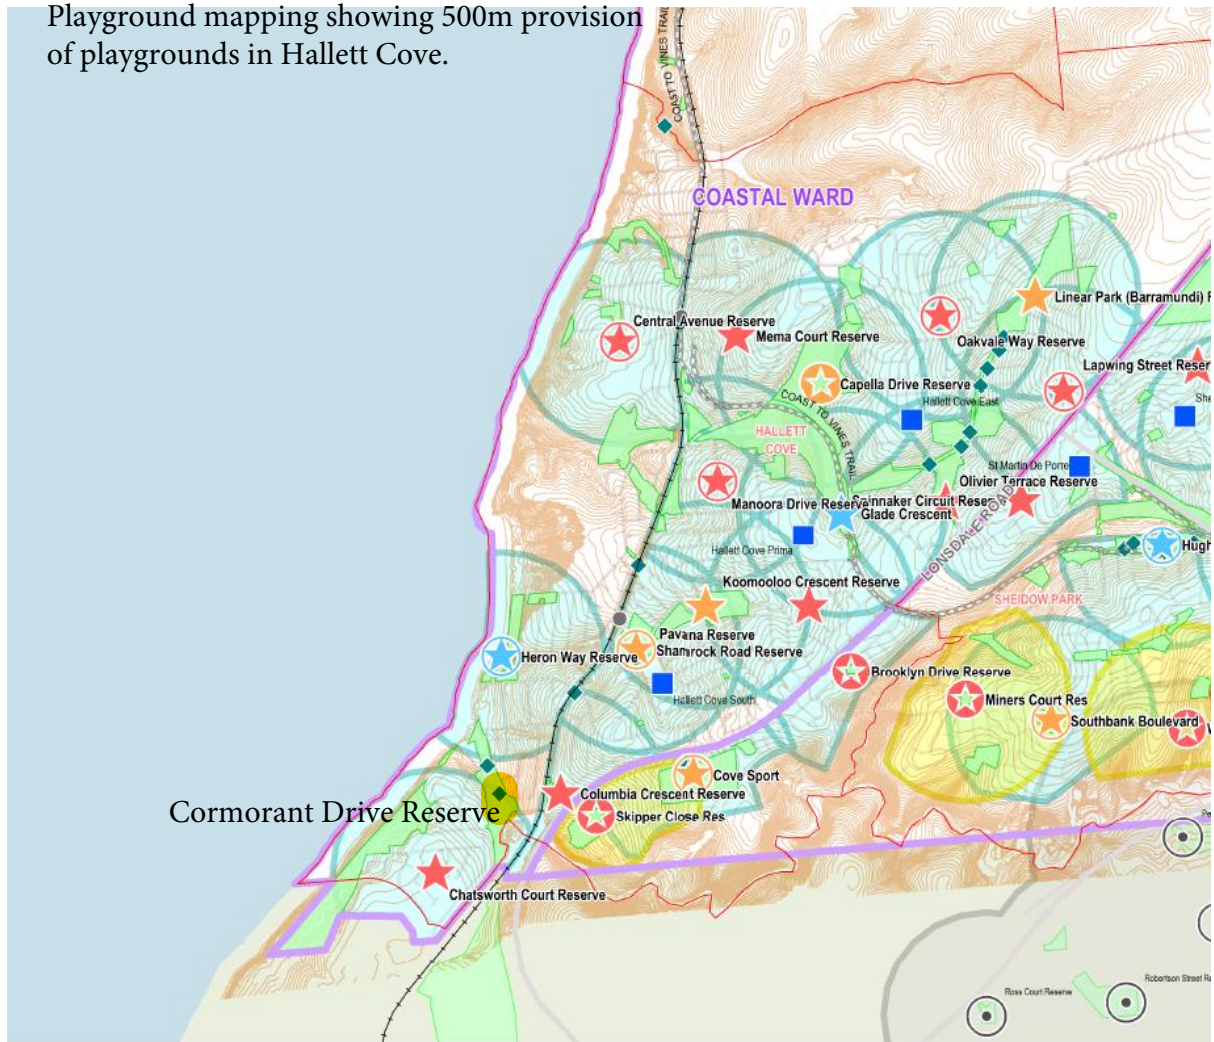 Playground mapping showing 500m provision
of playgrounds in Hallett Cove.
COAST TO VINES TRAIL
COASTAL WARD
Linear Park (Barramundi) R
Central Avenue Reserve
Mema Court Reserve
Oakvale Way Reserve
Lapwing Street Reser
Capella Drive Reserve
Hallett Cove East
She
COAST TO VINES TRAIL
HALLETT
COVE
St Martin De Porre
Olivier Terrace Reserve
Manoora Drive Reserve
Spinnaker Circuit Reser
Glade Crescent
LONSDALE ROAD
Hallett Cove Prima
Hugh
Koomooloo Crescent Reserve
SHEIDOW PARK
Pavana Reserve
Shamrock Road Reserve
Heron Way Reserve
Brooklyn Drive Reserve
Hallett Cove South
Miners Court Res
Southbank Boulevard
W
Cove Sport
Columbia Crescent Reserve
Cormorant Drive Reserve
Skipper Close Res
Pe
Chatsworth Court Reserve
Robertson Street Re
Ross Court Reserve